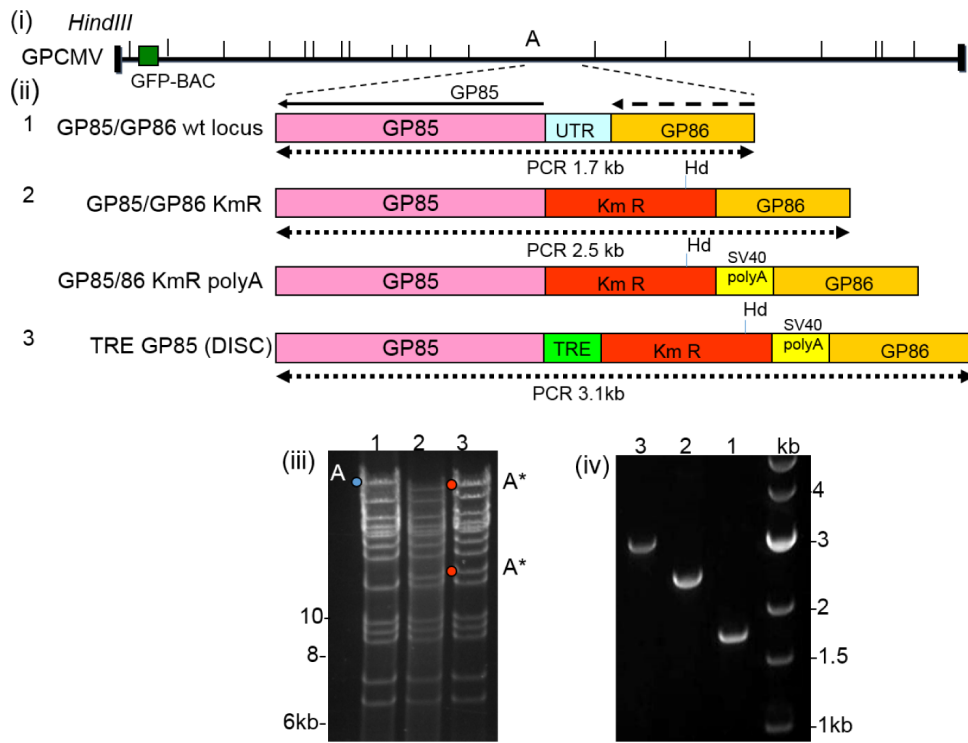 (i) HindIII
GPCMV
A
GFP-BAC
(ii)
GP85
1 GP85/GP86 wt locus GP85 UTR GP86
PCR 1.7 kb
Hd
2 GP85/GP86 KmR GP85 Km R GP86
PCR 2.5 kb
Hd
SV40
GP85/86 KmR polyA GP85 Km R polyA GP86
Hd
SV40
3 TRE GP85 (DISC) GP85 TRE Km R polyA GP86
PCR 3.1kb
(iii) 1 2 3
A A*
A*
10-
8-
6kb-
(iv) 3 2 1 kb
-4
-3
-2
-1.5
-1kb